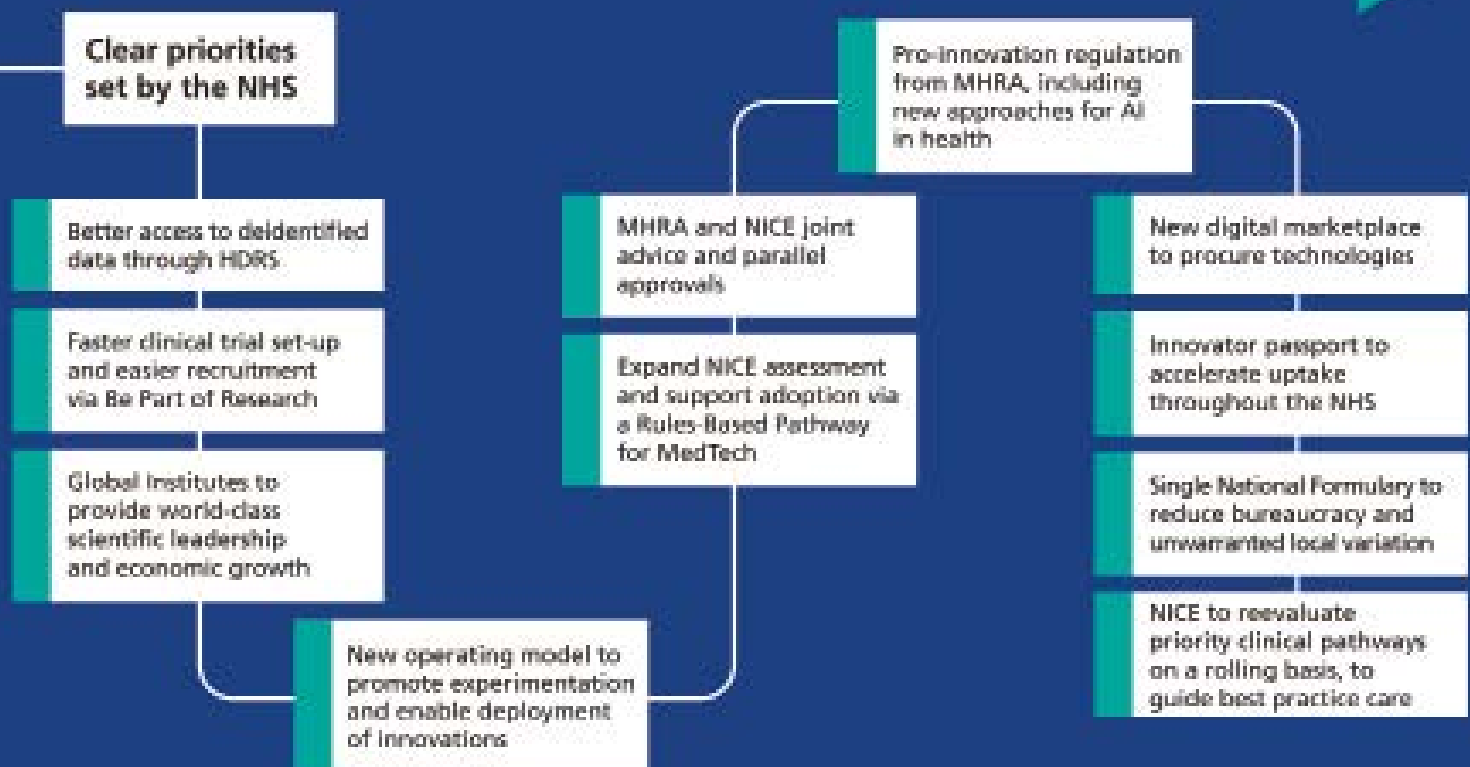 Clear priorities
set by the NHS
Better access to deidentified
data through HDRS
Faster clinical trial set-up
and easier recruitment
via Be Part of Research
Global Institutes to
provide world-class
scientific leadership
and economic growth
New operating model to
promote experimentation
and enable deployment
of innovations
Expand NICE assessment
and support adoption via
a Rules-Based Pathway
for MedTech
MHRA and NICE joint
advice and parallel
approvals
Pro-innovation regulation
from MHRA, including
new approaches for AI
in health
New digital marketplace
to procure technologies
Innovator passport to
accelerate uptake
throughout the NHS
Single National Formulary to
reduce bureaucracy and
unwarranted local variation
NICE to reevaluate
priority clinical pathways
on a rolling basis, to
guide best practice care